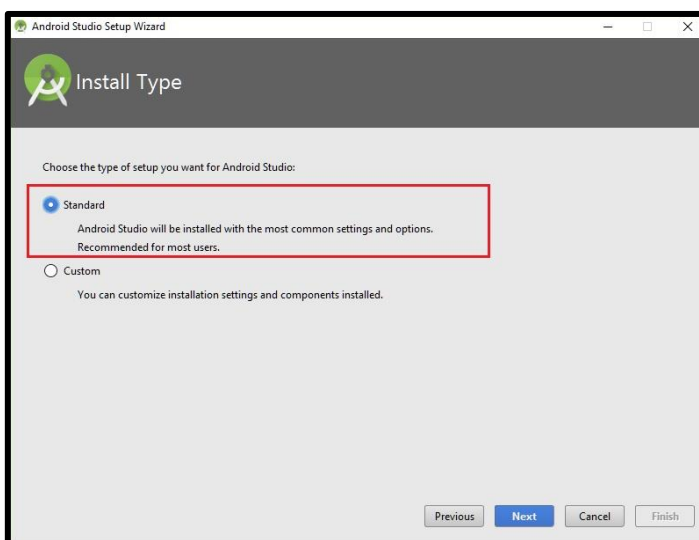 Android Studio Setup Wizard
Install Type
Choose the type of setup you want for Android Studio:
Standard
Android Studio will be installed with the most common settings and options.
Recommended for most users.
Custom
You can customize installation settings and components installed.
Previous Next Cancel Finish